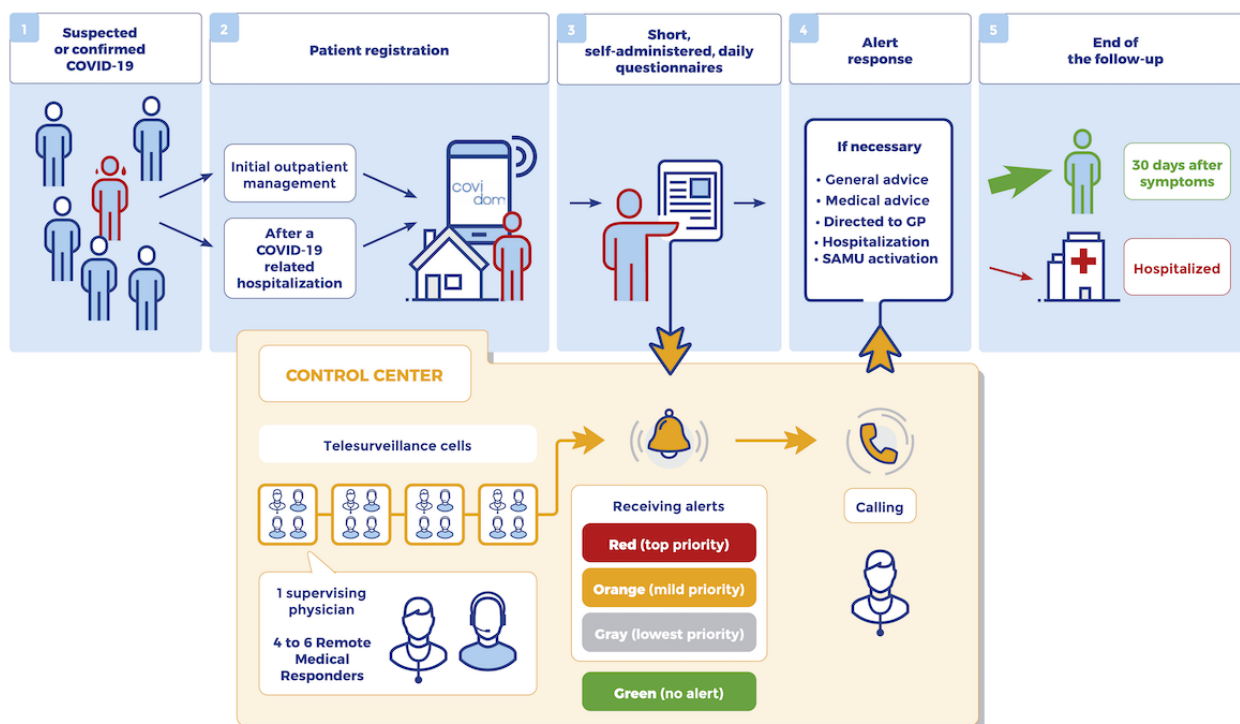 1
Suspected
or confirmed
COVID-19
2
Patient registration
3
Short,
self-administered, daily
questionnaires
4
Alert
response
5
End of
the follow-up
Initial outpatient
management
After a
COVID-19
related
hospitalization
covi
dom
If necessary
• General advice
• Medical advice
• Directed to GP
• Hospitalization
• SAMU activation
30 days after
symptoms
Hospitalized
CONTROL CENTER
Telesurveillance cells
1 supervising
physician
4 to 6 Remote
Medical
Responders
Receiving alerts
Red (top priority)
Orange (mild priority)
Gray (lowest priority)
Green (no alert)
Calling